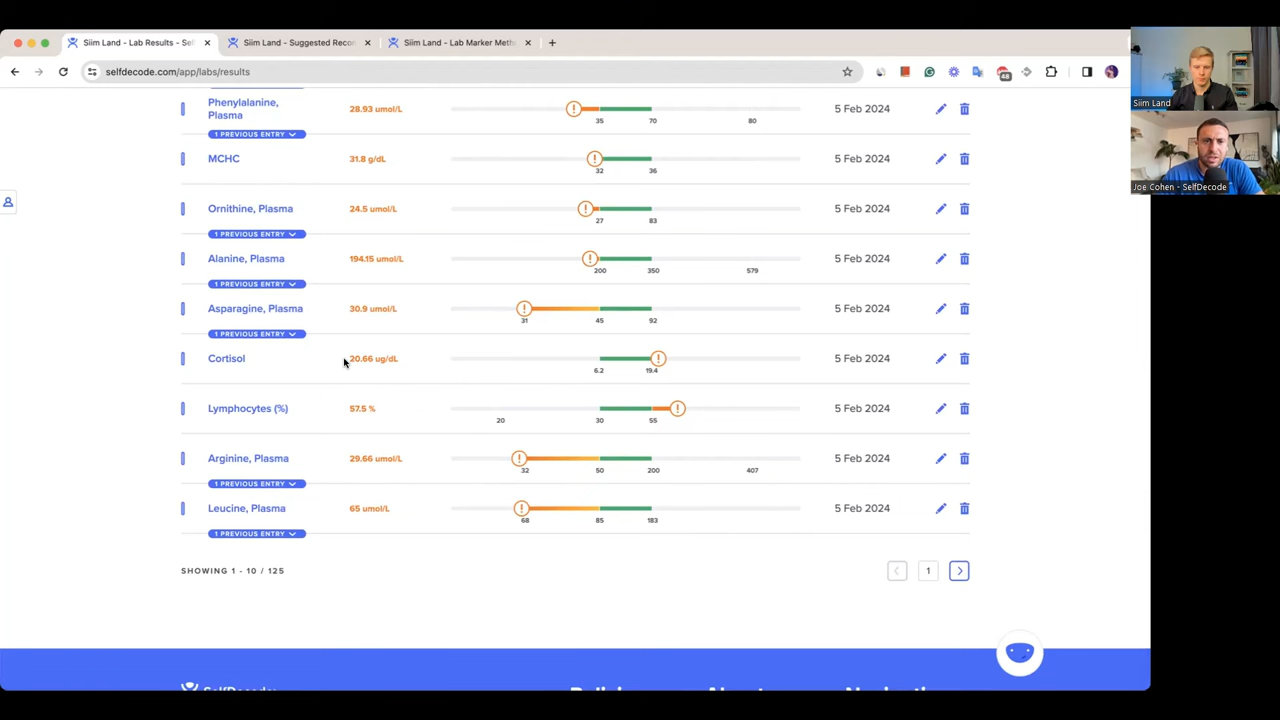 Siim Land - Lab Results - Sel
Siim Land - Suggested Reco
Siim Land - Lab Marker Meth
selfdecode.com/app/labs/results
48
Siim Land
Joe Cohen - SelfDecode
Phenylalanine, Plasma
28.93 umol/L
35 70 80
5 Feb 2024
1 PREVIOUS ENTRY
MCHC
31.8 g/dL
32 36
5 Feb 2024
Ornithine, Plasma
24.5 umol/L
27 83
5 Feb 2024
1 PREVIOUS ENTRY
Alanine, Plasma
194.15 umol/L
200 350 579
5 Feb 2024
1 PREVIOUS ENTRY
Asparagine, Plasma
30.9 umol/L
31 45 92
5 Feb 2024
1 PREVIOUS ENTRY
Cortisol
20.66 ug/dL
6.2 19.4
5 Feb 2024
Lymphocytes (%)
57.5 %
20 30 55
5 Feb 2024
Arginine, Plasma
29.66 umol/L
32 50 200 407
5 Feb 2024
1 PREVIOUS ENTRY
Leucine, Plasma
65 umol/L
68 85 183
5 Feb 2024
1 PREVIOUS ENTRY
SHOWING 1 - 10 / 125
1
SelfDecode